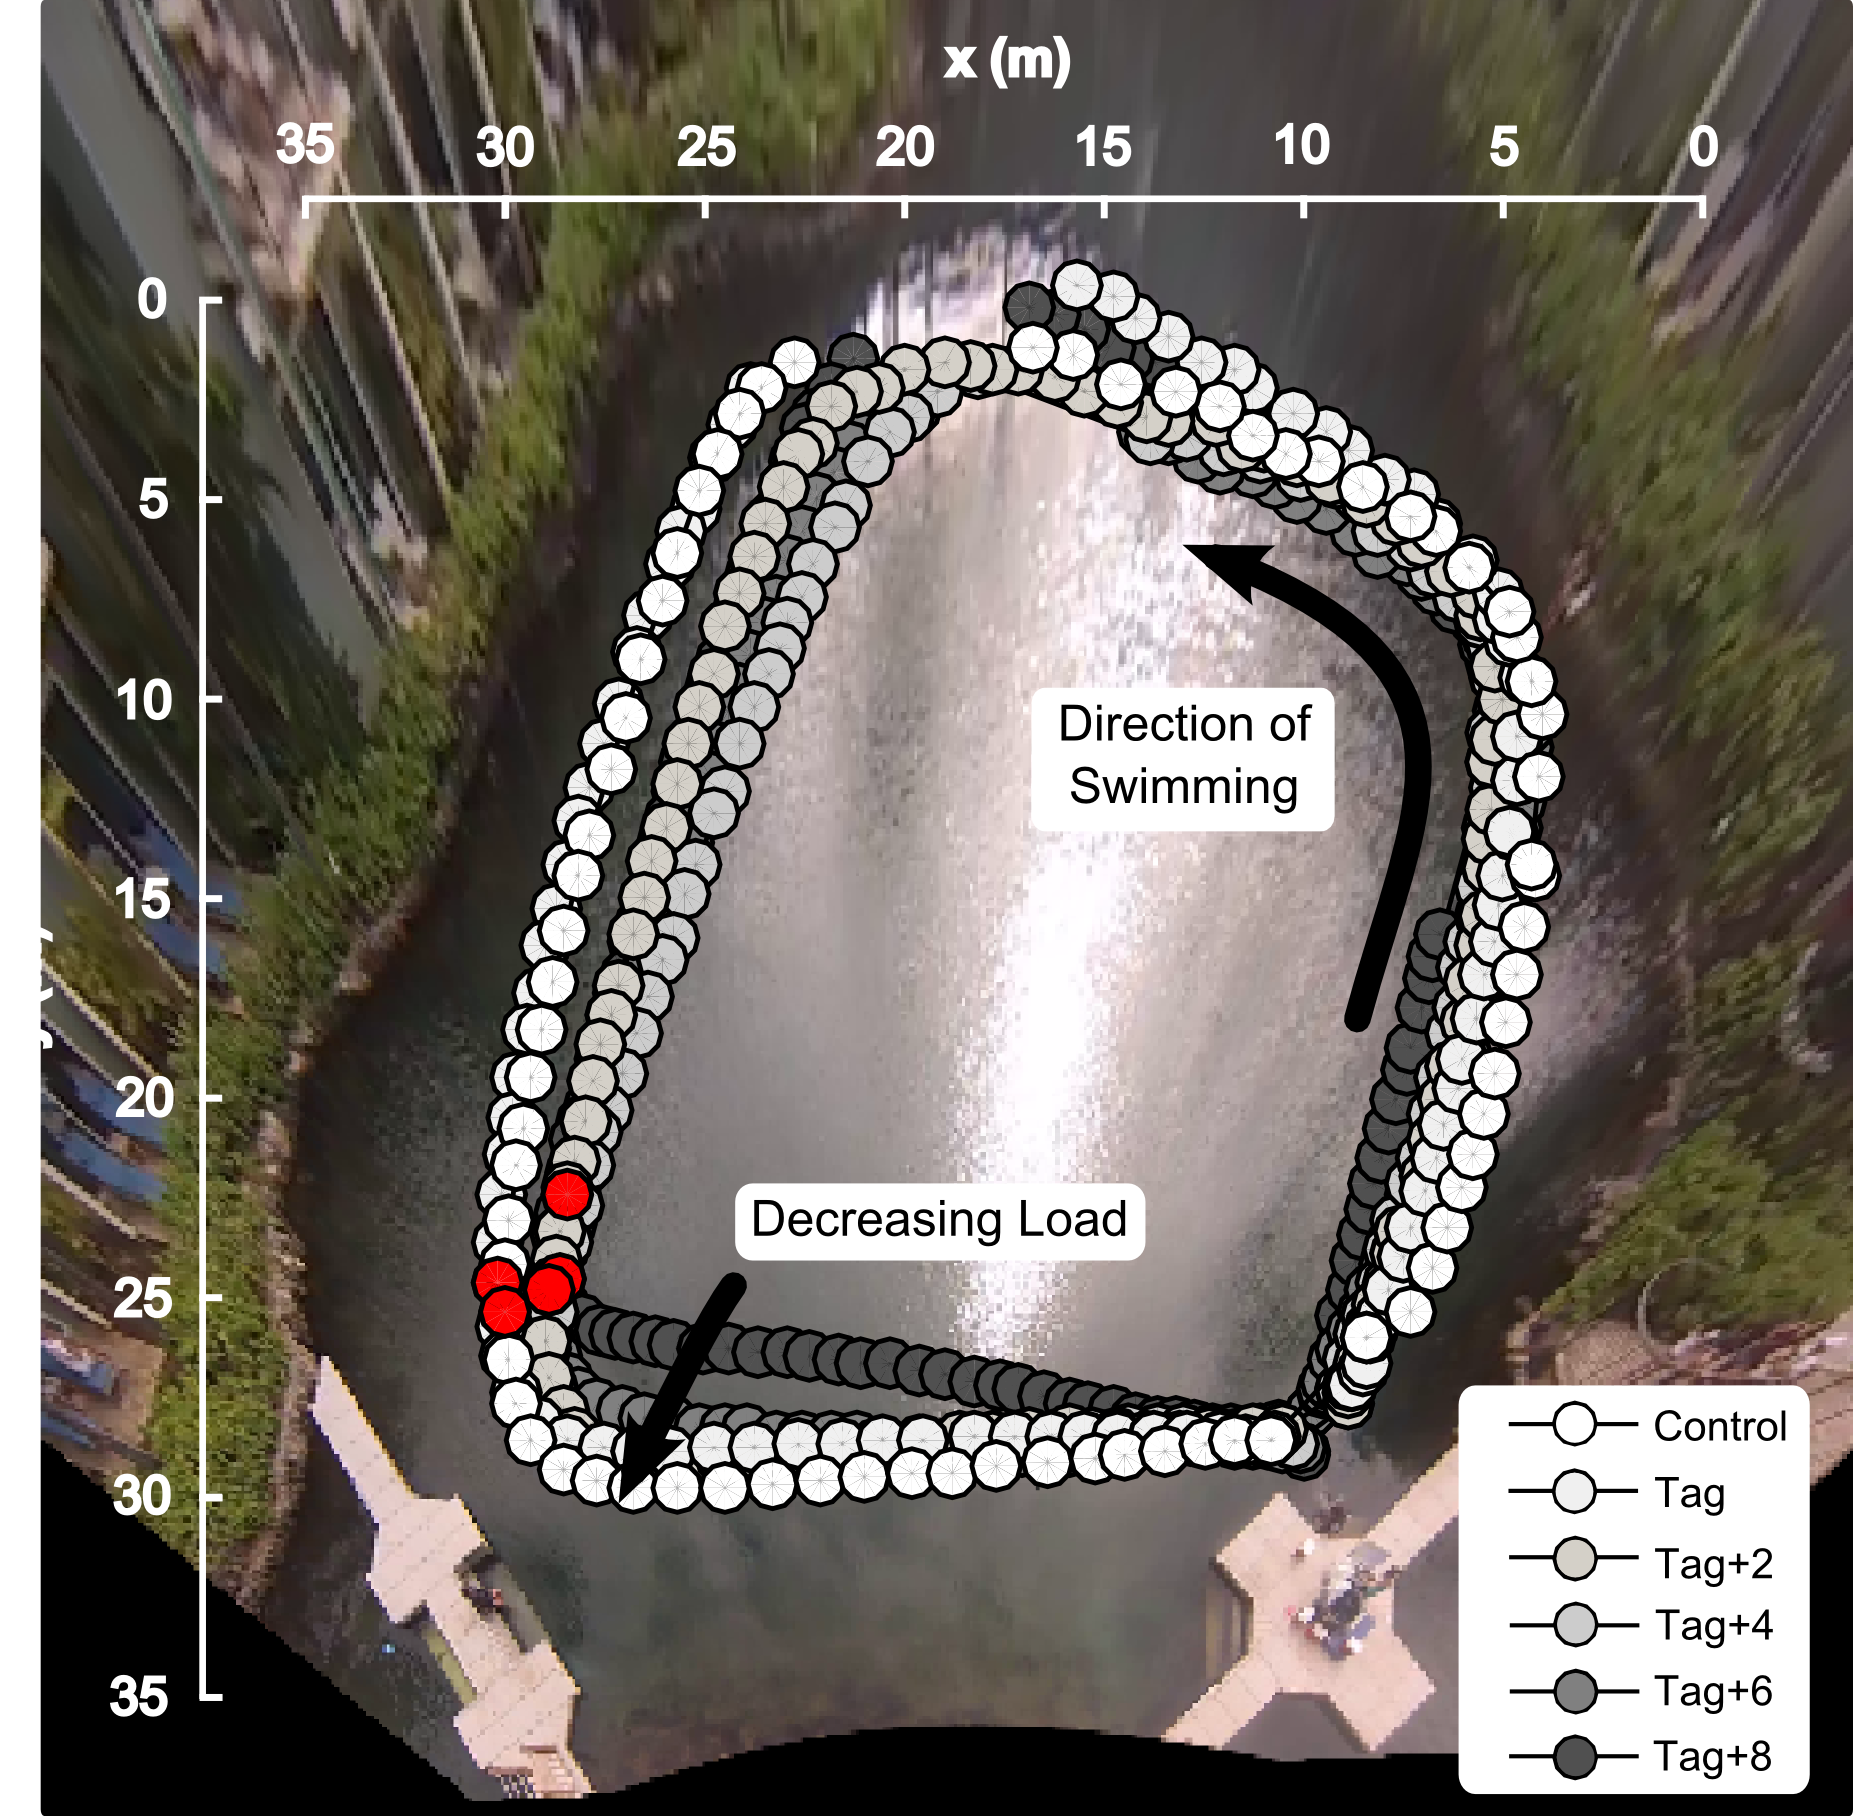 x (m)
35 30 25 20 15 10 5 0
0
5
10
15
20
25
30
35
Direction of
Swimming
Decreasing Load
Control
Tag
Tag+2
Tag+4
Tag+6
Tag+8